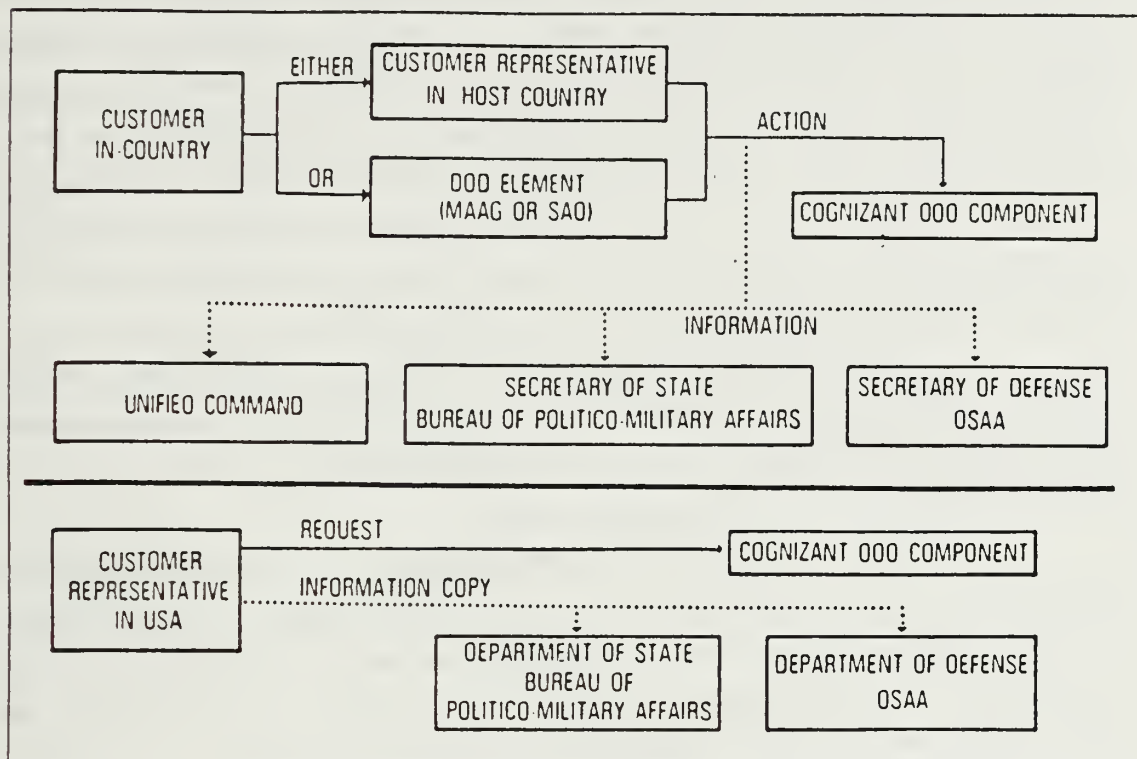 EITHER
CUSTOMER REPRESENTATIVE
IN HOST COUNTRY
CUSTOMER
IN-COUNTRY
ACTION
OR
DOD ELEMENT
(MAAG OR SAO)
COGNIZANT DOD COMPONENT
INFORMATION
UNIFIED COMMAND
SECRETARY OF STATE
BUREAU OF POLITICO-MILITARY AFFAIRS
SECRETARY OF DEFENSE
DSAA
REQUEST
CUSTOMER
REPRESENTATIVE
IN USA
COGNIZANT DOD COMPONENT
INFORMATION COPY
DEPARTMENT OF STATE
BUREAU OF
POLITICO-MILITARY AFFAIRS
DEPARTMENT OF DEFENSE
DSAA